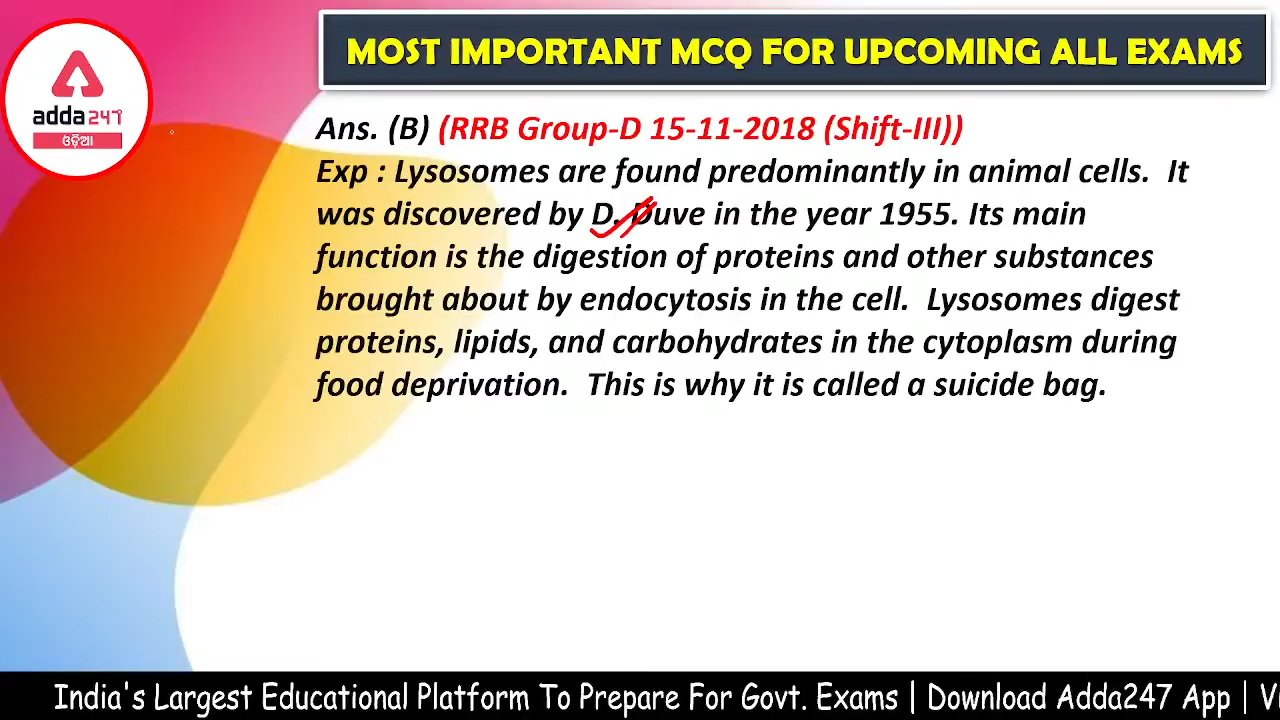 MOST IMPORTANT MCQ FOR UPCOMING ALL EXAMS
adda247
ଓଡ଼ିଆ
Ans. (B) (RRB Group-D 15-11-2018 (Shift-III))
Exp : Lysosomes are found predominantly in animal cells. It
was discovered by D. Duve in the year 1955. Its main
function is the digestion of proteins and other substances
brought about by endocytosis in the cell. Lysosomes digest
proteins, lipids, and carbohydrates in the cytoplasm during
food deprivation. This is why it is called a suicide bag.
India's Largest Educational Platform To Prepare For Govt. Exams | Download Adda247 App | V